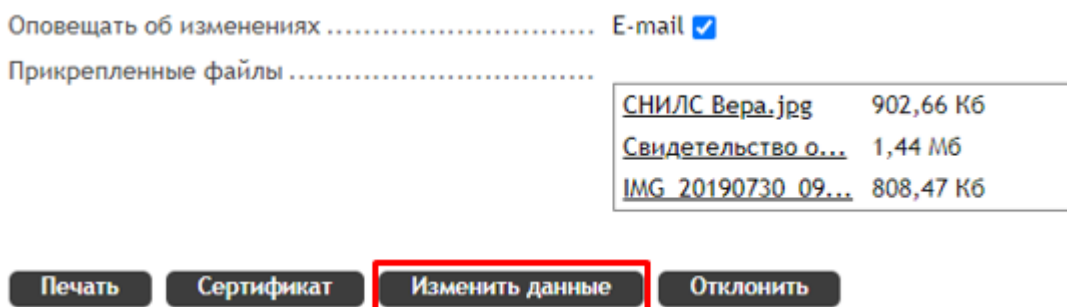 Оповещать об изменениях ............................. E-mail
Прикрепленные файлы .................................
СНИЛС Вера.jpg 902,66 Кб
Свидетельство о... 1,44 Мб
IMG_20190730_09... 808,47 Кб
Печать Сертификат Изменить данные Отклонить